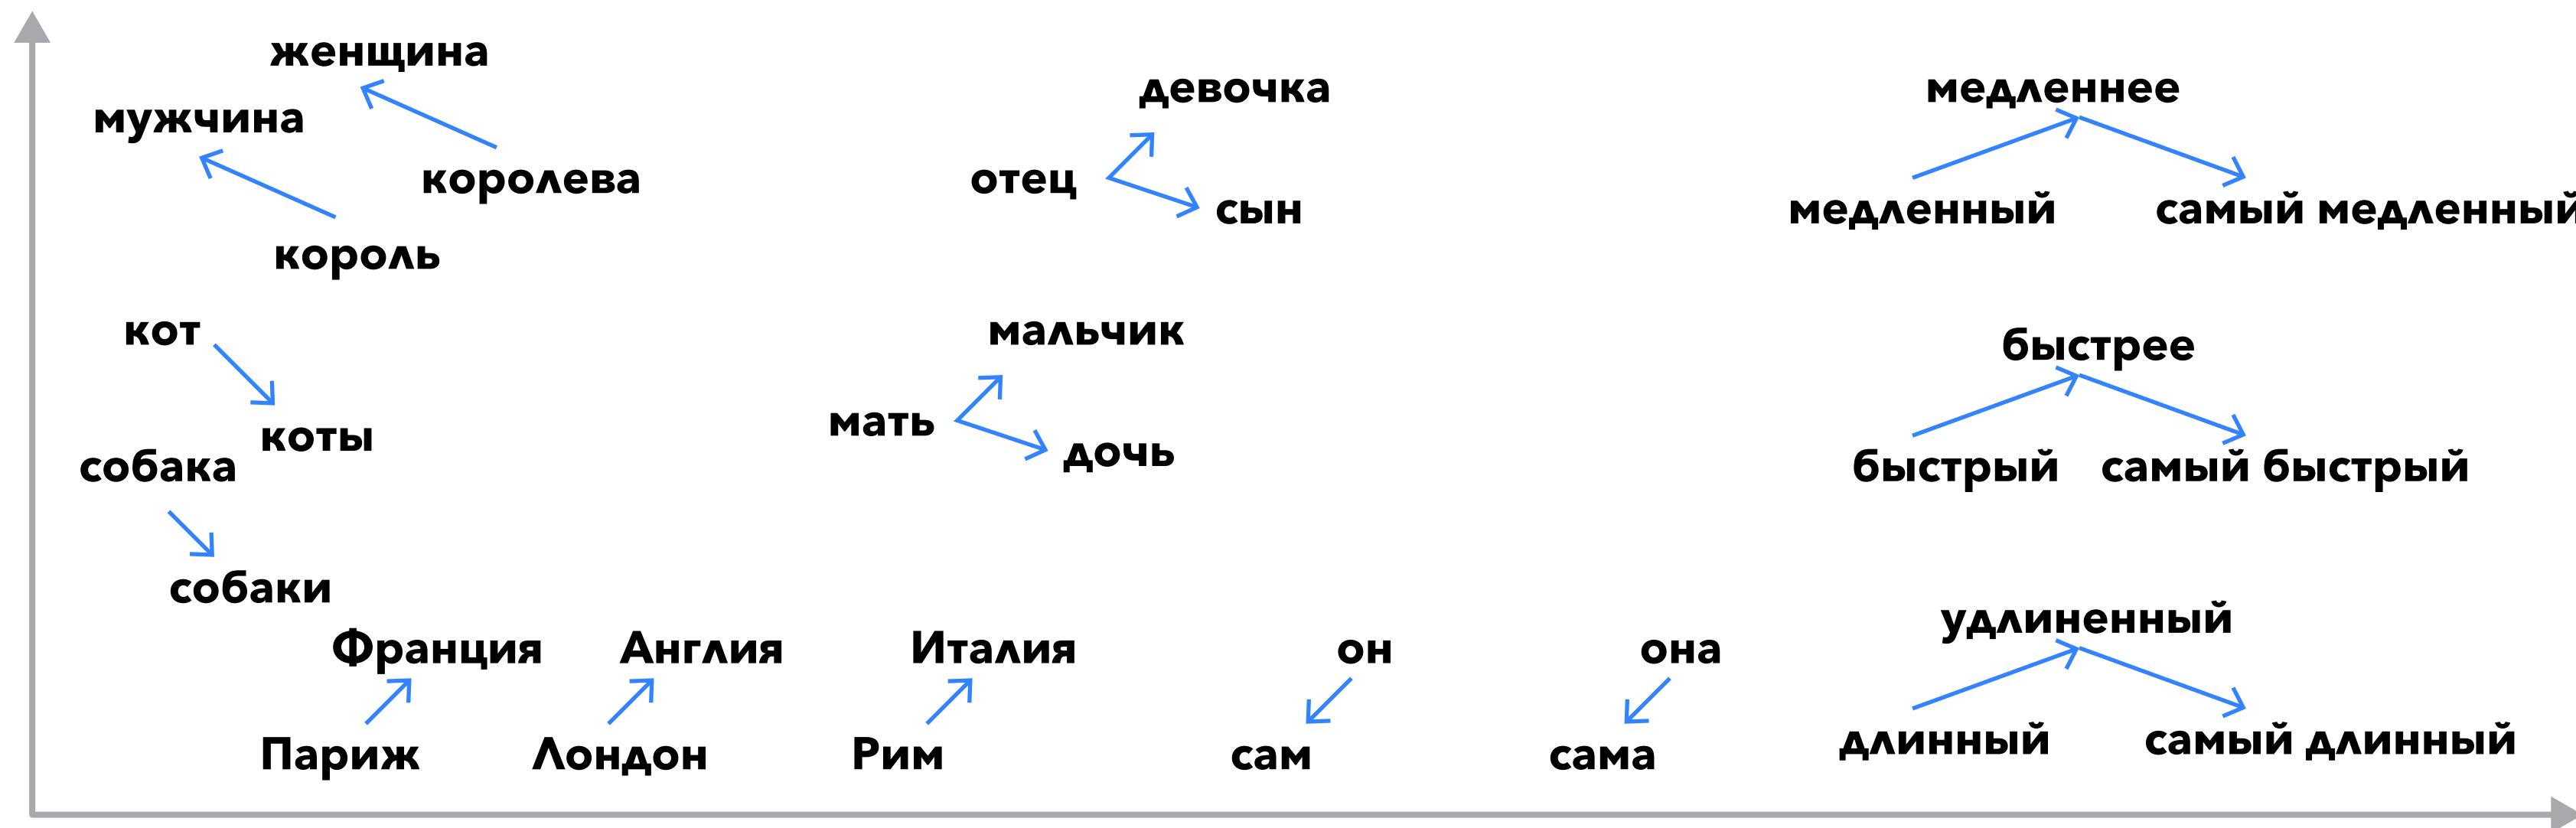 женщина
мужчина
королева
король
кот
коты
собака
собаки
девочка
отец
сын
мальчик
мать
дочь
медленнее
медленный
самый медленный
быстрее
быстрый
самый быстрый
удлиненный
длинный
самый длинный
Франция
Англия
Италия
он
она
Париж
Лондон
Рим
сам
сама